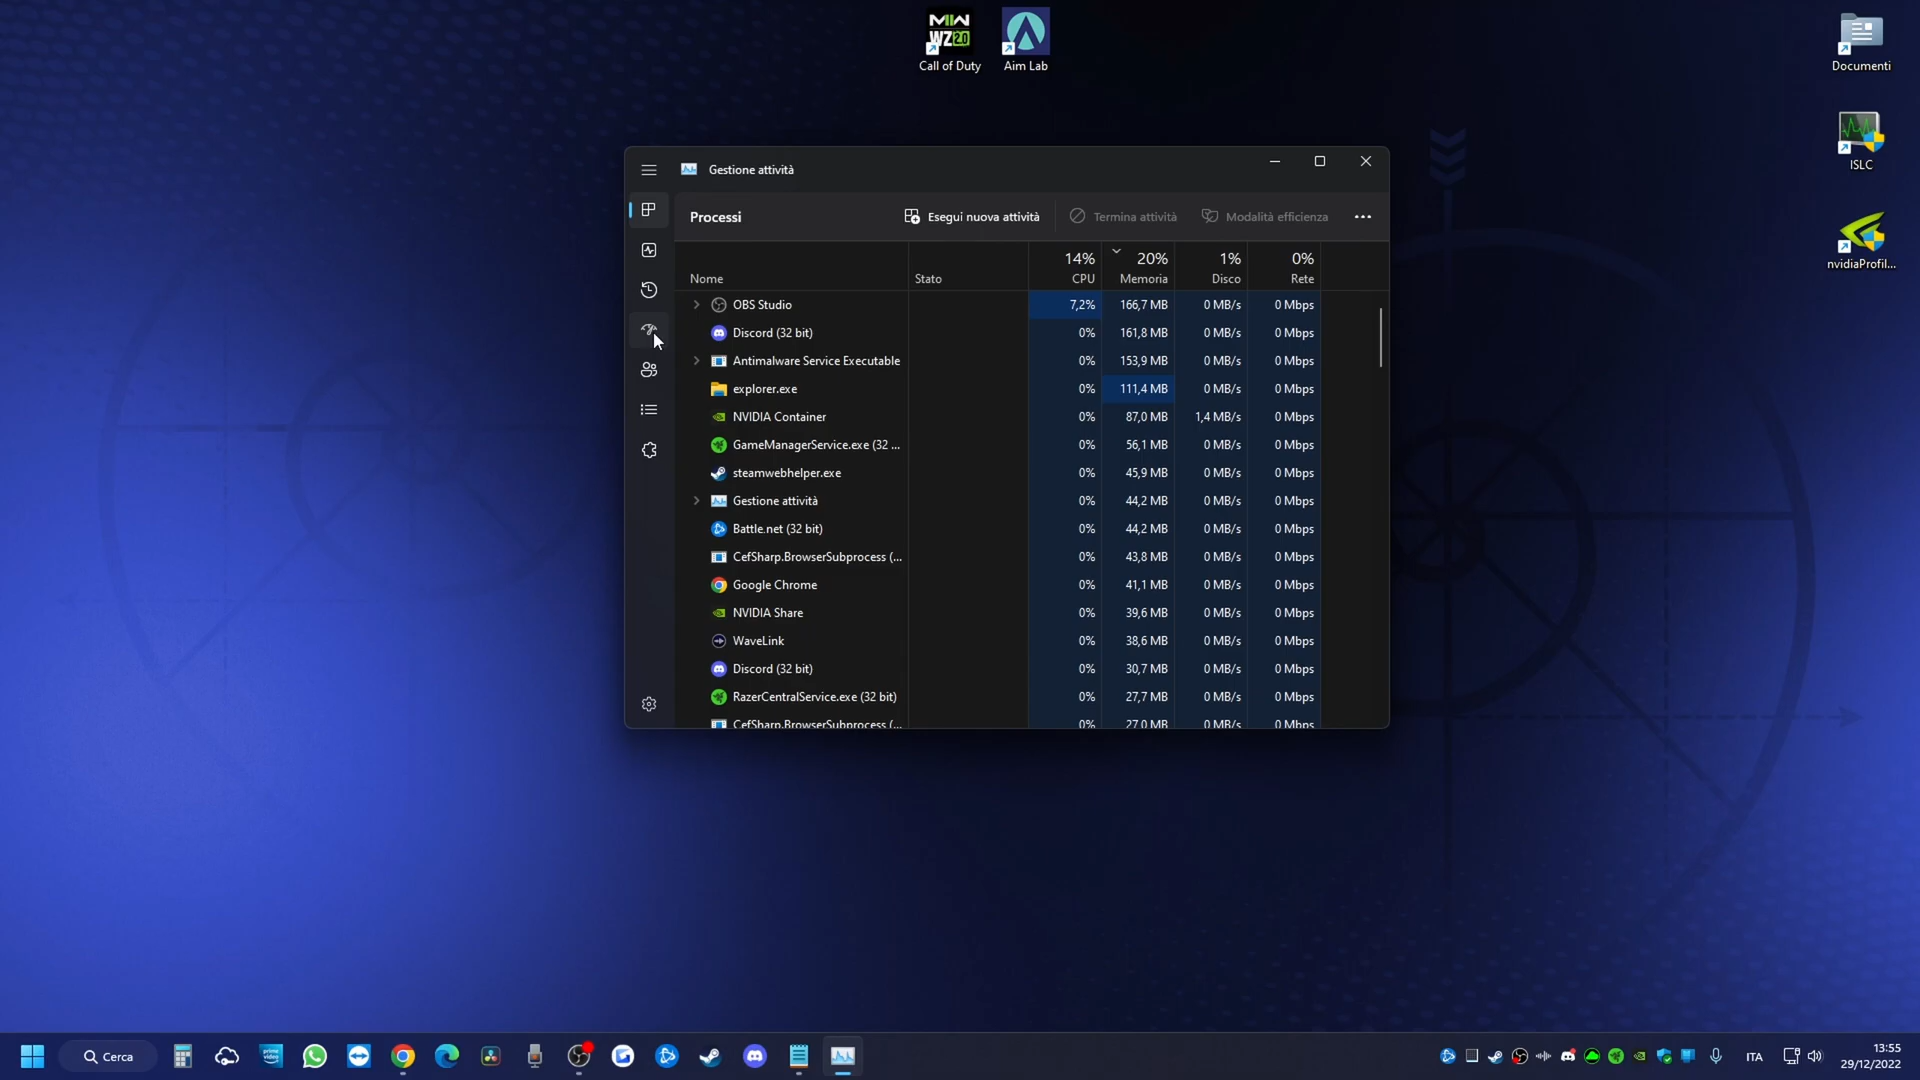 MW
WZ2.0
Call of Duty
Aim Lab
Documenti
ISLC
nvidiaProfil...
Gestione attività
Processi
Esegui nuova attività
Termina attività
Modalità efficienza
14% 20% 1% 0%
Nome Stato CPU Memoria Disco Rete
OBS Studio 7,2% 166,7 MB 0 MB/s 0 Mbps
Discord (32 bit) 0% 161,8 MB 0 MB/s 0 Mbps
Antimalware Service Executable 0% 153,9 MB 0 MB/s 0 Mbps
explorer.exe 0% 111,4 MB 0 MB/s 0 Mbps
NVIDIA Container 0% 87,0 MB 1,4 MB/s 0 Mbps
GameManagerService.exe (32 ... 0% 56,1 MB 0 MB/s 0 Mbps
steamwebhelper.exe 0% 45,9 MB 0 MB/s 0 Mbps
Gestione attività 0% 44,2 MB 0 MB/s 0 Mbps
Battle.net (32 bit) 0% 44,2 MB 0 MB/s 0 Mbps
CefSharp.BrowserSubprocess (... 0% 43,8 MB 0 MB/s 0 Mbps
Google Chrome 0% 41,1 MB 0 MB/s 0 Mbps
NVIDIA Share 0% 39,6 MB 0 MB/s 0 Mbps
WaveLink 0% 38,6 MB 0 MB/s 0 Mbps
Discord (32 bit) 0% 30,7 MB 0 MB/s 0 Mbps
RazerCentralService.exe (32 bit) 0% 27,7 MB 0 MB/s 0 Mbps
CefSharp.BrowserSubprocess (... 0% 27,0 MB 0 MB/s 0 Mbps
Cerca
prime video
ITA
13:55
29/12/2022